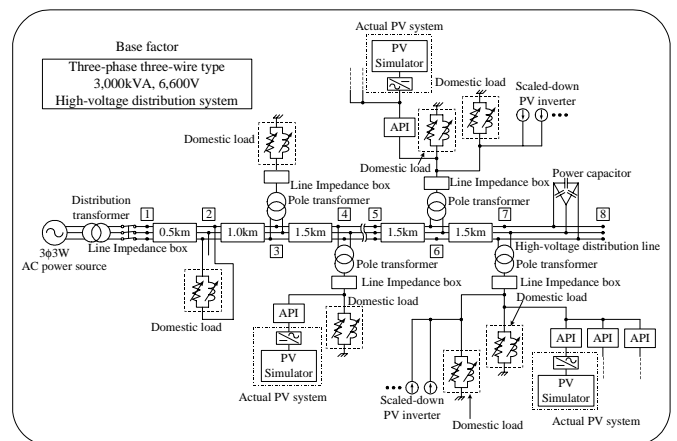 Base factor
Three-phase three-wire type
3,000kVA, 6,600V
High-voltage distribution system
Actual PV system
PV
Simulator
Domestic load
Scaled-down
PV inverter
API
Domestic load
Domestic load
Line Impedance box
Pole transformer
Line Impedance box
Pole transformer
Power capacitor
Distribution
transformer
1
2
3
4
5
6
7
8
0.5km
1.0km
1.5km
1.5km
1.5km
3ϕ3W
AC power source
Line Impedance box
High-voltage distribution line
Pole transformer
Line Impedance box
Domestic load
Domestic load
API
PV
Simulator
Actual PV system
Pole transformer
Line Impedance box
Domestic load
API
API
API
PV
Simulator
Actual PV system
Scaled-down
PV inverter
Domestic load